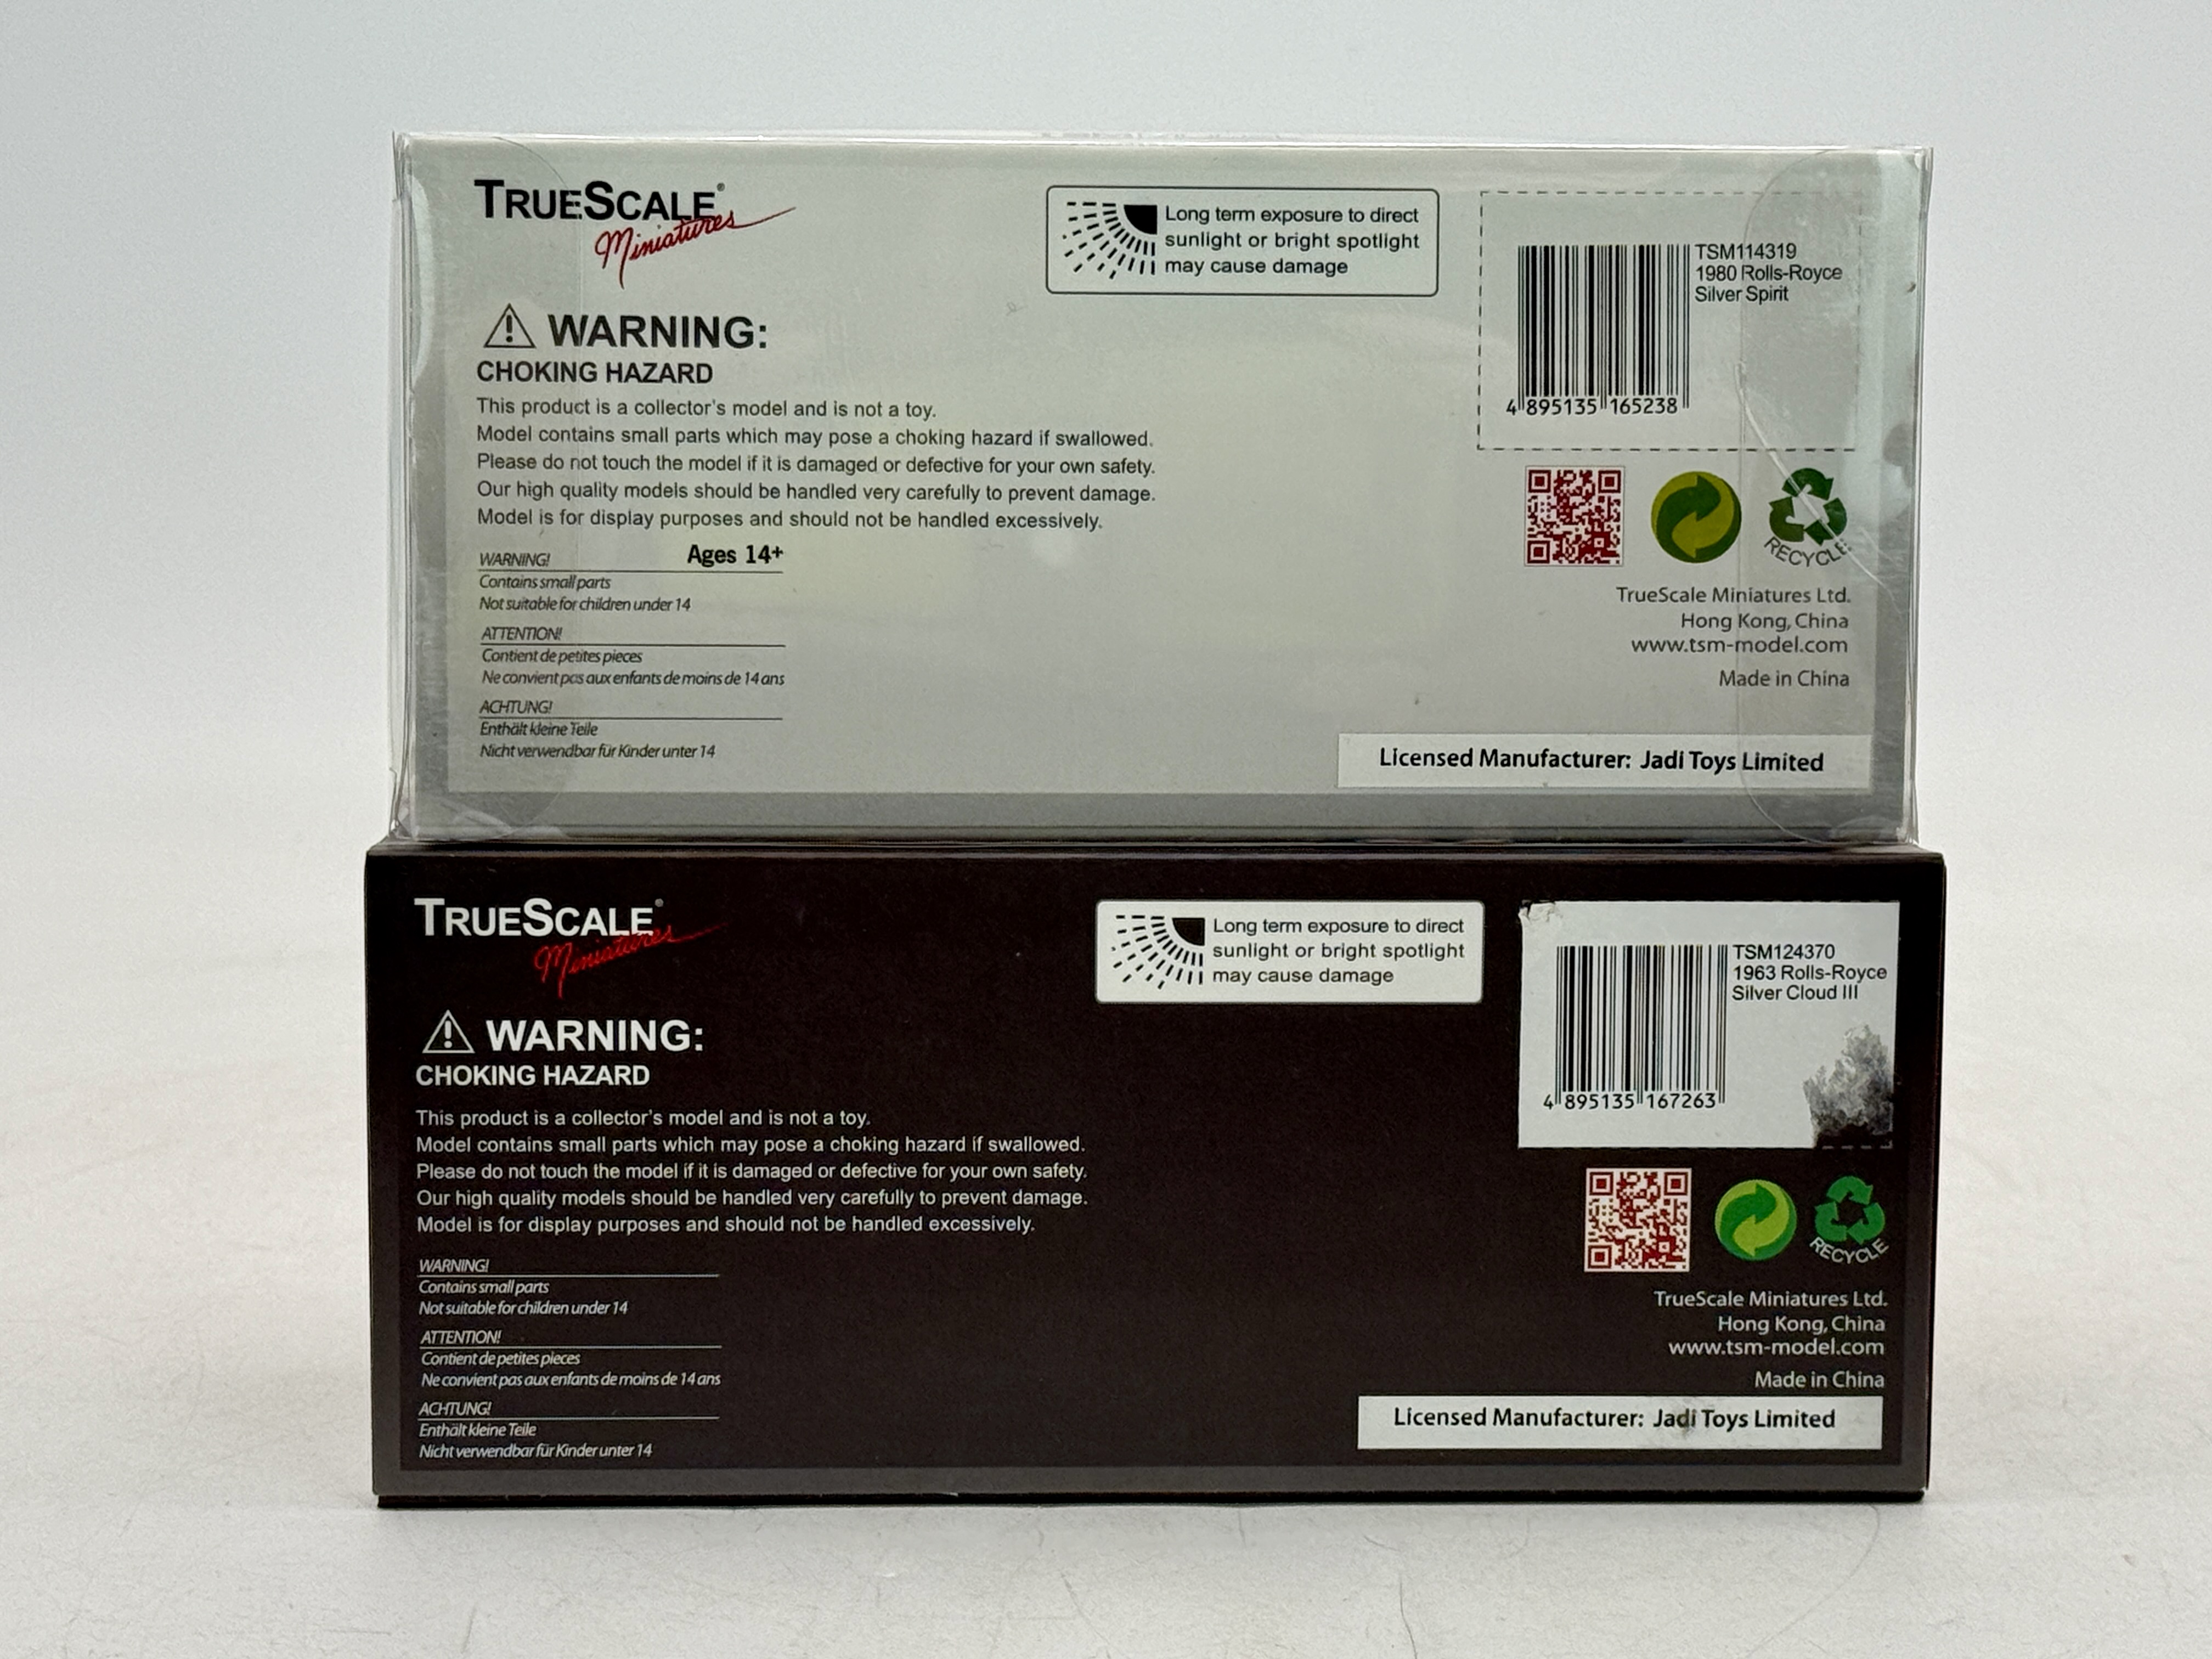 TRUESCALE®
Miniatures
Long term exposure to direct
sunlight or bright spotlight
may cause damage
TSM114319
1980 Rolls-Royce
Silver Spirit
4 895135 165238
WARNING:
CHOKING HAZARD
This product is a collector's model and is not a toy.
Model contains small parts which may pose a choking hazard if swallowed.
Please do not touch the model if it is damaged or defective for your own safety.
Our high quality models should be handled very carefully to prevent damage.
Model is for display purposes and should not be handled excessively.
WARNING! Ages 14+
Contains small parts
Not suitable for children under 14
ATTENTION!
Contient de petites pieces
Ne convient pas aux enfants de moins de 14 ans
ACHTUNG!
Enthält kleine Teile
Nicht verwendbar für Kinder unter 14
RECYCLE
TrueScale Miniatures Ltd.
Hong Kong, China
www.tsm-model.com
Made in China
Licensed Manufacturer: Jadi Toys Limited
TRUESCALE®
Miniatures
Long term exposure to direct
sunlight or bright spotlight
may cause damage
TSM124370
1963 Rolls-Royce
Silver Cloud III
4 895135 167263
WARNING:
CHOKING HAZARD
This product is a collector's model and is not a toy.
Model contains small parts which may pose a choking hazard if swallowed.
Please do not touch the model if it is damaged or defective for your own safety.
Our high quality models should be handled very carefully to prevent damage.
Model is for display purposes and should not be handled excessively.
WARNING!
Contains small parts
Not suitable for children under 14
ATTENTION!
Contient de petites pieces
Ne convient pas aux enfants de moins de 14 ans
ACHTUNG!
Enthält kleine Teile
Nicht verwendbar für Kinder unter 14
RECYCLE
TrueScale Miniatures Ltd.
Hong Kong, China
www.tsm-model.com
Made in China
Licensed Manufacturer: Jadi Toys Limited